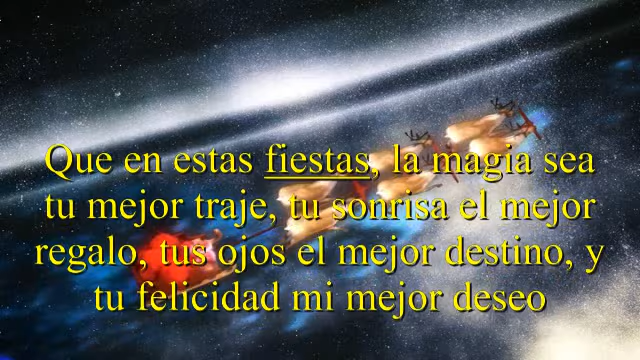 Que en estas fiestas, la magia sea
tu mejor traje, tu sonrisa el mejor
regalo, tus ojos el mejor destino, y
tu felicidad mi mejor deseo